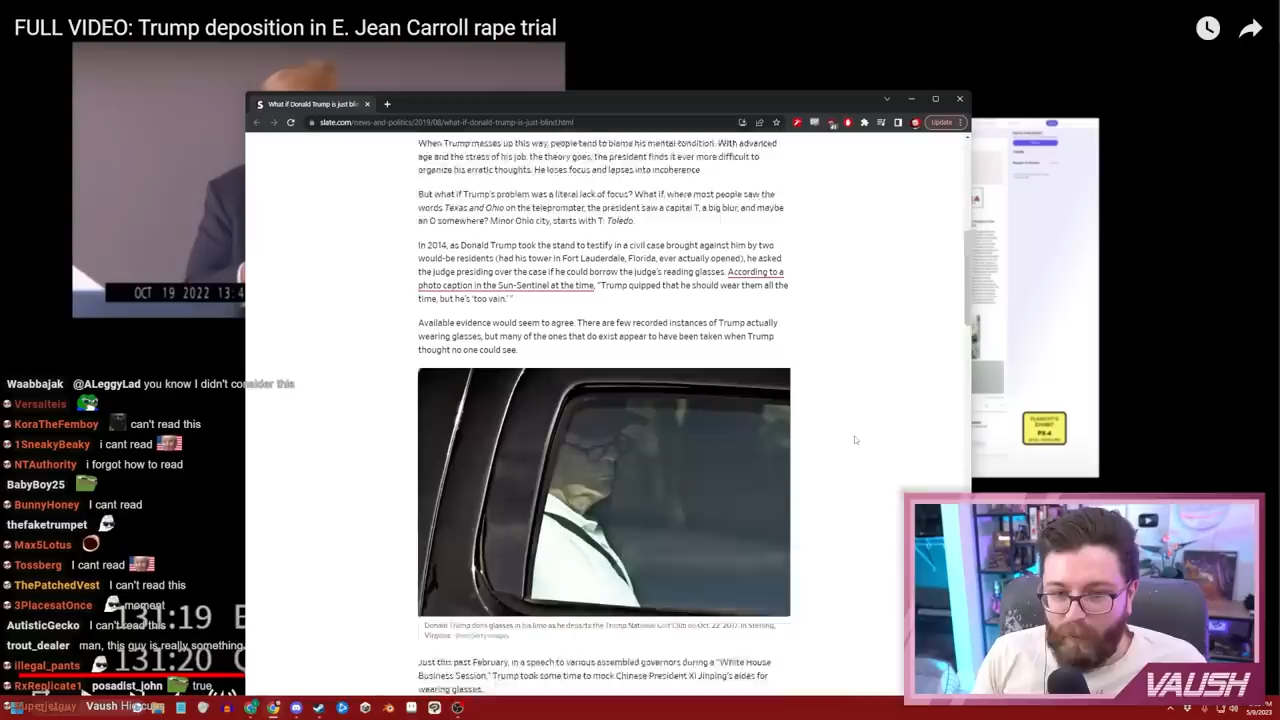 FULL VIDEO: Trump deposition in E. Jean Carroll rape trial
What if Donald Trump is just blin
slate.com/news-and-politics/2019/08/what-if-donald-trump-is-just-blind.html
Update
When Trump messes up this way, people tend to blame his mental condition. With advanced
age and the stress of his job, the theory goes, the president finds it ever more difficult to
organize his erratic thoughts. He loses focus and lapses into incoherence
But what if Trump's problem was a literal lack of focus? What if, where most people saw the
words Texas and Ohio on the teleprompter, the president saw a capital T, a big blur, and maybe
an O somewhere? Minor Ohio city, starts with T: Toledo.
In 2014, as Donald Trump took the stand to testify in a civil case brought against him by two
would-be residents (had his tower in Fort Lauderdale, Florida, ever actually opened), he asked
the judge presiding over the case if he could borrow the judge's reading glasses. According to a
photo caption in the Sun-Sentinel at the time, "Trump quipped that he should wear them all the
time, but he's 'too vain.' "
Available evidence would seem to agree. There are few recorded instances of Trump actually
wearing glasses, but many of the ones that do exist appear to have been taken when Trump
thought no one could see.
Donald Trump dons glasses in his limo as he departs the Trump National Golf Club on Oct. 22, 2017, in Sterling,
Virginia.
Just this past February, in a speech to various assembled governors during a "White House
Business Session," Trump took some time to mock Chinese President Xi Jinping's aides for
wearing glasses.
OCT 19 2022 13:4
Waabbajak @ALeggyLad you know I didn't consider this
Versaiteis
KoraTheFemboy can't read this
1SneakyBeaky i cant read
NTAuthority i forgot how to read
BabyBoy25
BunnyHoney I cant read
thefaketrumpet
Max5Lotus
Tossberg I cant read
ThePatchedVest I can't read this
3PlacesatOnce moment
AutisticGecko can't read this
trout_dealer man, this guy is really something
illegal_pants
RxReplicate1 posadist_john true
Vaush
131:19
131:20
PLAINTIFF'S
EXHIBIT
VAUSH
5/9/2023